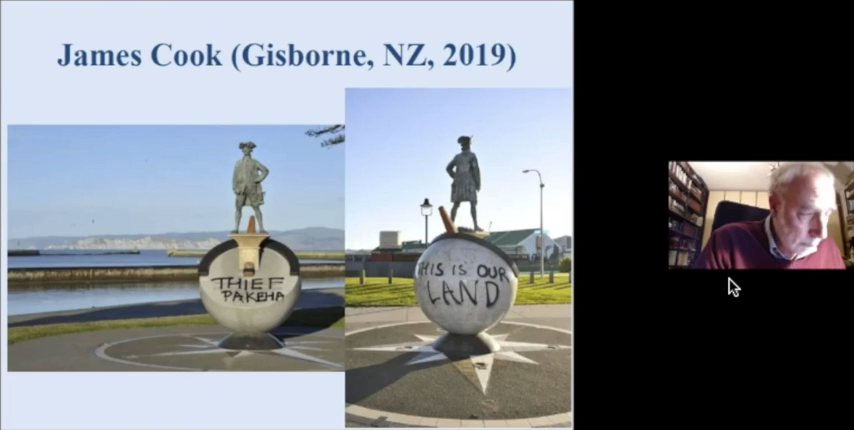 James Cook (Gisborne, NZ, 2019)
THIEF
PAKEHA
THIS IS OUR
LAND